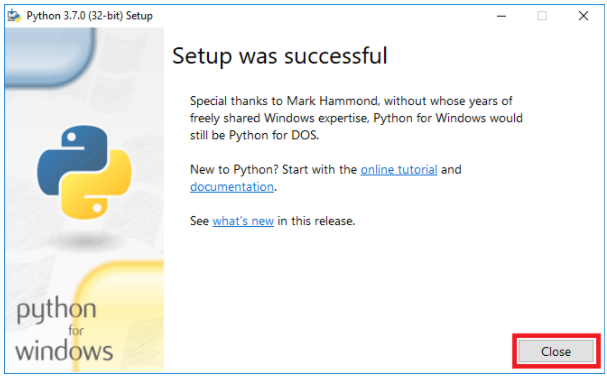 Python 3.7.0 (32-bit) Setup
Setup was successful
Special thanks to Mark Hammond, without whose years of
freely shared Windows expertise, Python for Windows would
still be Python for DOS.
New to Python? Start with the online tutorial and
documentation.
See what's new in this release.
python
for
windows
Close